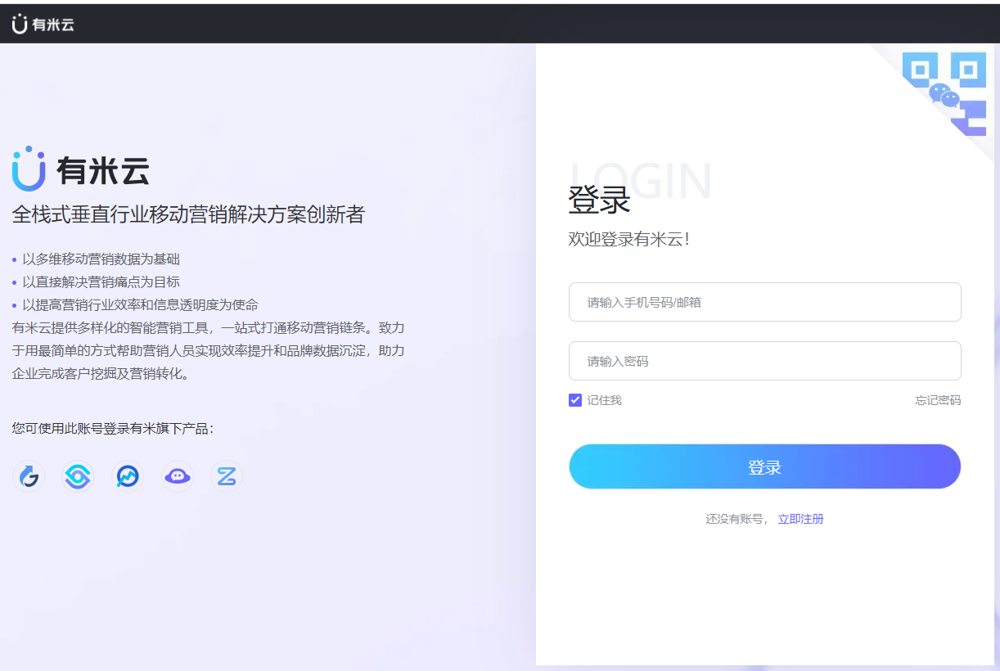 有米云
有米云
全栈式垂直行业移动营销解决方案创新者
• 以多维移动营销数据为基础
• 以直接解决营销痛点为目标
• 以提高营销行业效率和信息透明度为使命
有米云提供多样化的智能营销工具，一站式打通移动营销链条。致力
于用最简单的方式帮助营销人员实现效率提升和品牌数据沉淀，助力
企业完成客户挖掘及营销转化。
您可使用此账号登录有米旗下产品：
LOGIN
登录
欢迎登录有米云！
请输入手机号码/邮箱
请输入密码
记住我
忘记密码
登录
还没有账号， 立即注册